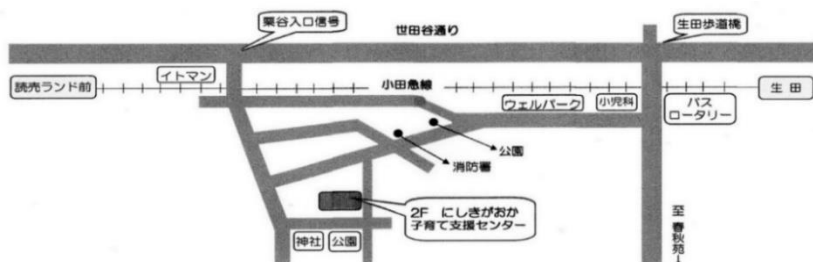 栗谷入口信号
世田谷通り
生田歩道橋
読売ランド前
イトマン
小田急線
ウェルパーク
小児科
バス
ロータリー
生田
公園
消防署
2F にしきがおか
子育て支援センター
神社
公園
至 春秋苑